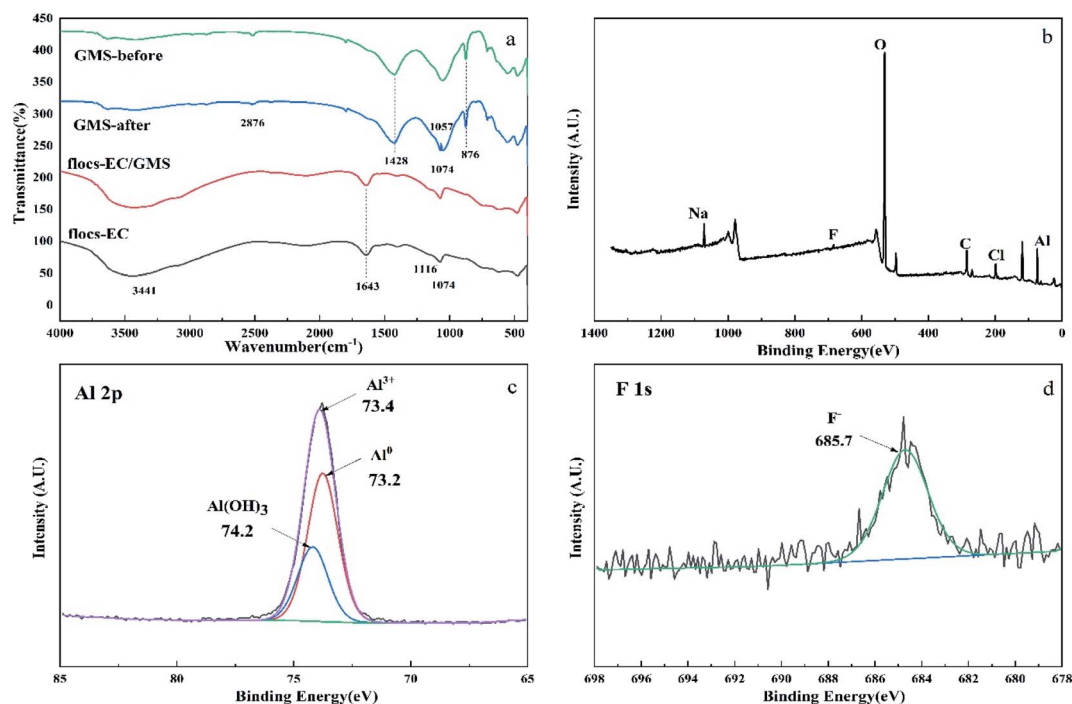 a
450
400
350
300
250
200
150
100
50
0
Transmittance(%)
GMS-before
GMS-after
flocs-EC/GMS
flocs-EC
2876
1428
1057
1074
876
3441
1643
1116
1074
4000 3500 3000 2500 2000 1500 1000 500
Wavenumber(cm⁻¹)
b
Intensity (A.U.)
Na
F
O
C
Cl
Al
1400 1200 1000 800 600 400 200 0
Binding Energy(eV)
Al 2p
c
Al³⁺
73.4
Al⁰
73.2
Al(OH)₃
74.2
Intensity (A.U.)
85 80 75 70 65
Binding Energy(eV)
F 1s
d
F⁻
685.7
Intensity (A.U.)
698 696 694 692 690 688 686 684 682 680 678
Binding Energy(eV)